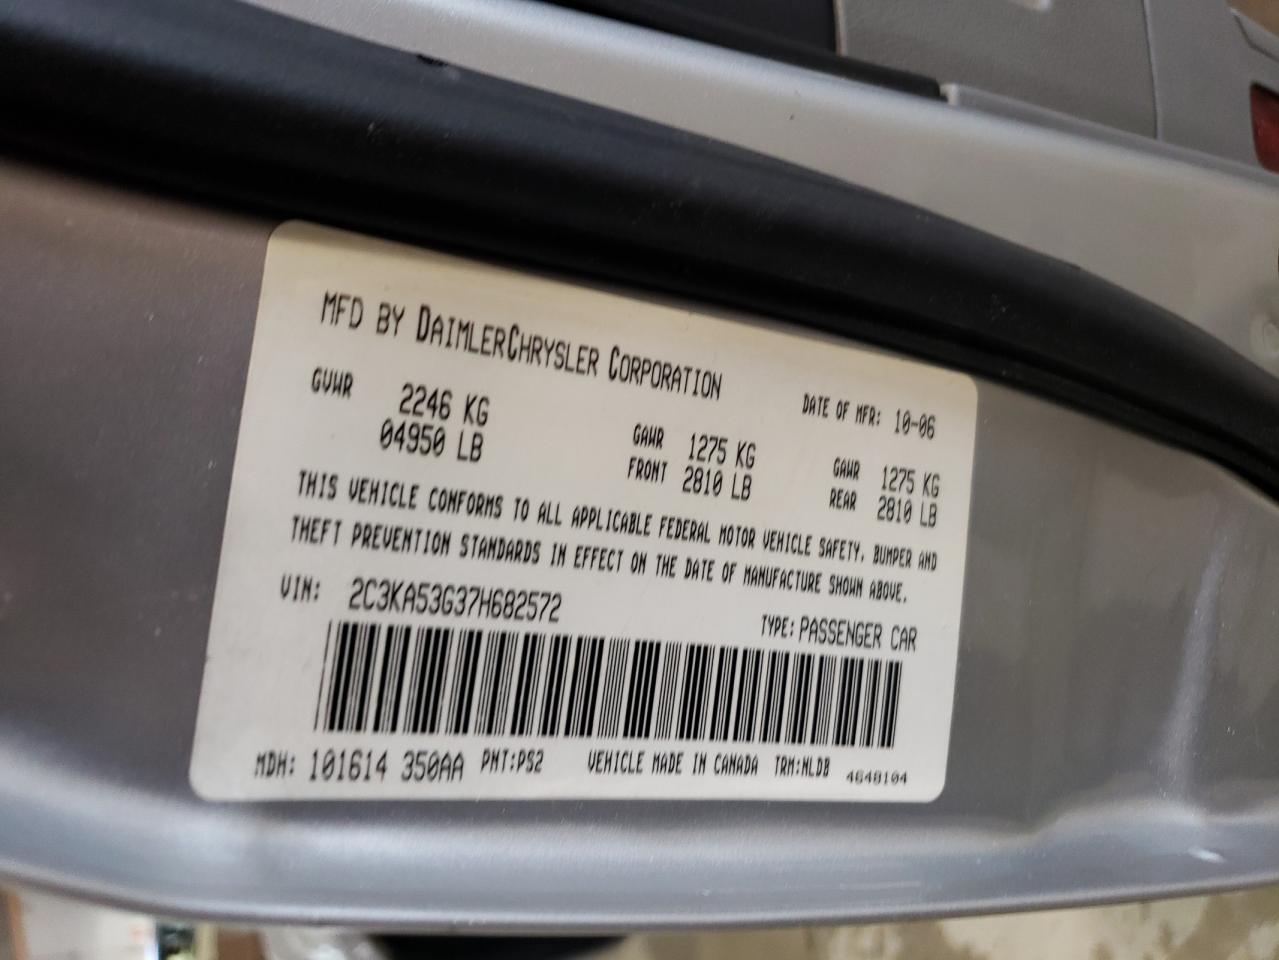 MFD BY DAIMLERCHRYSLER CORPORATION
DATE OF MFR: 10-06
GVWR 2246 KG
04950 LB
GAWR FRONT 1275 KG
2810 LB
GAWR REAR 1275 KG
2810 LB
THIS VEHICLE CONFORMS TO ALL APPLICABLE FEDERAL MOTOR VEHICLE SAFETY, BUMPER AND
THEFT PREVENTION STANDARDS IN EFFECT ON THE DATE OF MANUFACTURE SHOWN ABOVE.
VIN: 2C3KA53G37H682572
TYPE: PASSENGER CAR
MDH: 101614 350AA PNT:PS2 VEHICLE MADE IN CANADA TRM:NLDB 4648104